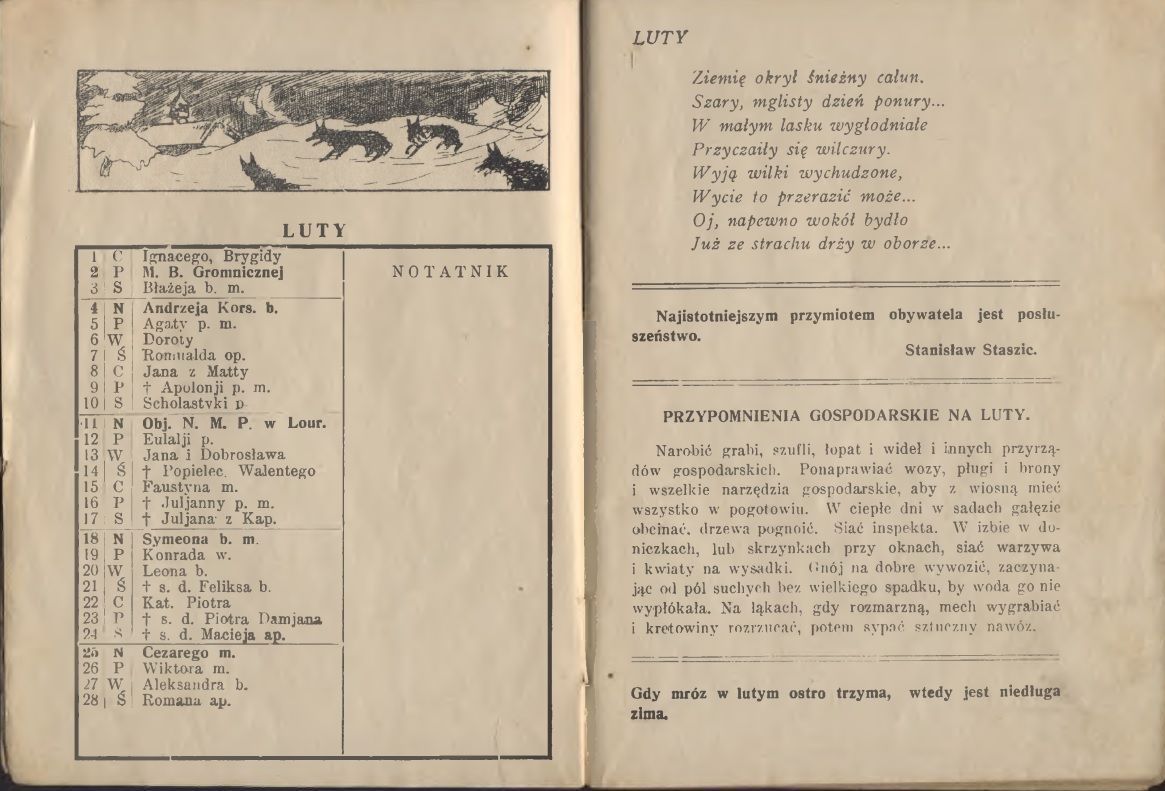 LUTY
1 C Ignacego, Brygidy
2 P M. B. Gromnicznej
3 S Błażeja b. m.
4 N Andrzeja Kors. b.
5 P Agaty p. m.
6 W Doroty
7 Ś Romualda op.
8 C Jana z Matty
9 P † Apolonji p. m.
10 S Scholastyki p
11 N Obj. N. M. P. w Lour.
12 P Eulalji p.
13 W Jana i Dobrosława
14 Ś † Popielec. Walentego
15 C Faustyna m.
16 P † Juljanny p. m.
17 S † Juljana z Kap.
18 N Symeona b. m.
19 P Konrada w.
20 W Leona b.
21 Ś † s. d. Feliksa b.
22 C Kat. Piotra
23 P † s. d. Piotra Damjana
24 S † s. d. Macieja ap.
25 N Cezarego m.
26 P Wiktora m.
27 W Aleksandra b.
28 Ś Romana ap.
NOTATNIK
LUTY
Ziemię okrył śnieżny całun.
Szary, mglisty dzień ponury...
W małym lasku wygłodniałe
Przyczaiły się wilczury.
Wyją wilki wychudzone,
Wycie to przerazić może...
Oj, napewno wokół bydło
Już ze strachu drży w oborze...
Najistotniejszym przymiotem obywatela jest posłu-
szeństwo.
Stanisław Staszic.
PRZYPOMNIENIA GOSPODARSKIE NA LUTY.
Narobić grabi, szufli, łopat i wideł i innych przyrzą-
dów gospodarskich. Ponaprawiać wozy, pługi i brony
i wszelkie narzędzia gospodarskie, aby z wiosną mieć
wszystko w pogotowiu. W ciepłe dni w sadach gałęzie
obcinać, drzewa pognoić. Siać inspekta. W izbie w do-
niczkach, lub skrzynkach przy oknach, siać warzywa
i kwiaty na wysadki. Gnój na dobre wywozić, zaczyna-
jąc od pól suchych bez wielkiego spadku, by woda go nie
wypłókała. Na łąkach, gdy rozmarzną, mech wygrabiać
i kretowiny rozrzucać, potem sypać sztuczny nawóz.
Gdy mróz w lutym ostro trzyma, wtedy jest niedługa
zima.